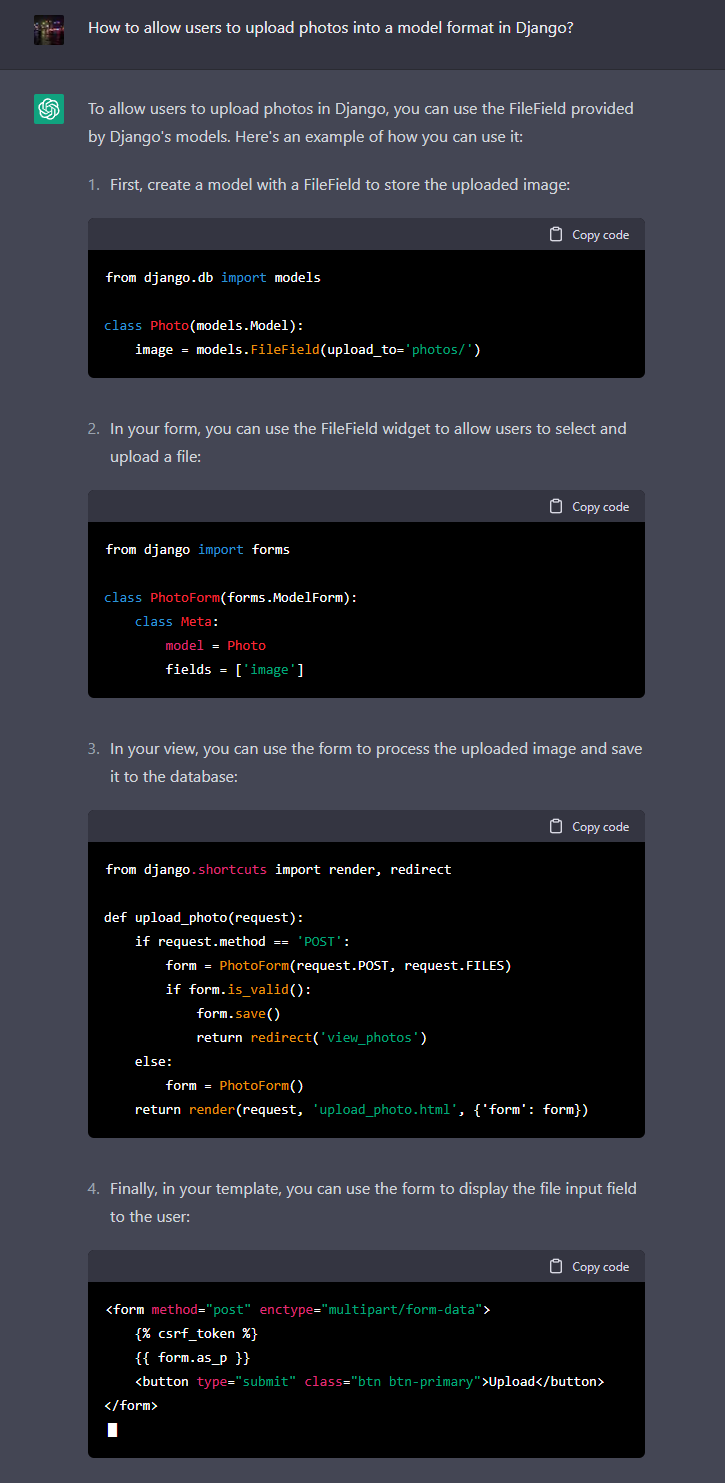 How to allow users to upload photos into a model format in Django?
To allow users to upload photos in Django, you can use the FileField provided
by Django's models. Here's an example of how you can use it:
1. First, create a model with a FileField to store the uploaded image:
Copy code
from django.db import models
class Photo(models.Model):
    image = models.FileField(upload_to='photos/')
2. In your form, you can use the FileField widget to allow users to select and
upload a file:
Copy code
from django import forms
class PhotoForm(forms.ModelForm):
    class Meta:
        model = Photo
        fields = ['image']
3. In your view, you can use the form to process the uploaded image and save
it to the database:
Copy code
from django.shortcuts import render, redirect
def upload_photo(request):
    if request.method == 'POST':
        form = PhotoForm(request.POST, request.FILES)
        if form.is_valid():
            form.save()
            return redirect('view_photos')
    else:
        form = PhotoForm()
    return render(request, 'upload_photo.html', {'form': form})
4. Finally, in your template, you can use the form to display the file input field
to the user:
Copy code
<form method="post" enctype="multipart/form-data">
    {% csrf_token %}
    {{ form.as_p }}
    <button type="submit" class="btn btn-primary">Upload</button>
</form>